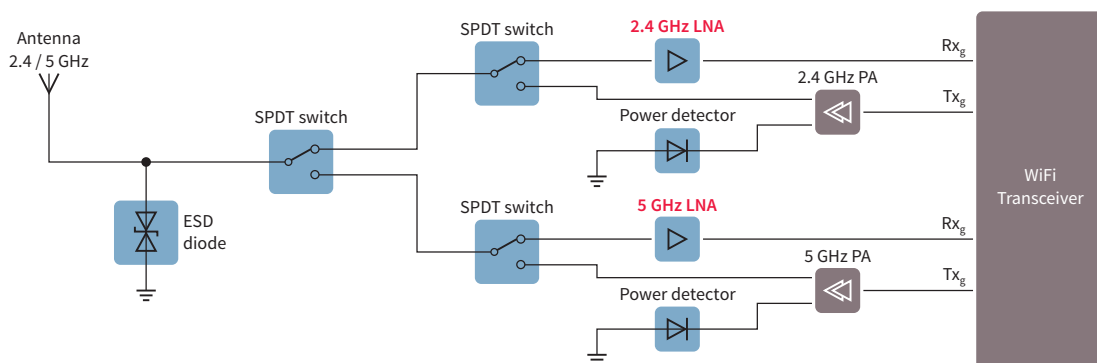 Antenna
2.4 / 5 GHz
SPDT switch
ESD
diode
SPDT switch
2.4 GHz LNA
Rxg
2.4 GHz PA
Txg
Power detector
SPDT switch
5 GHz LNA
Rxg
5 GHz PA
Txg
Power detector
WiFi
Transceiver